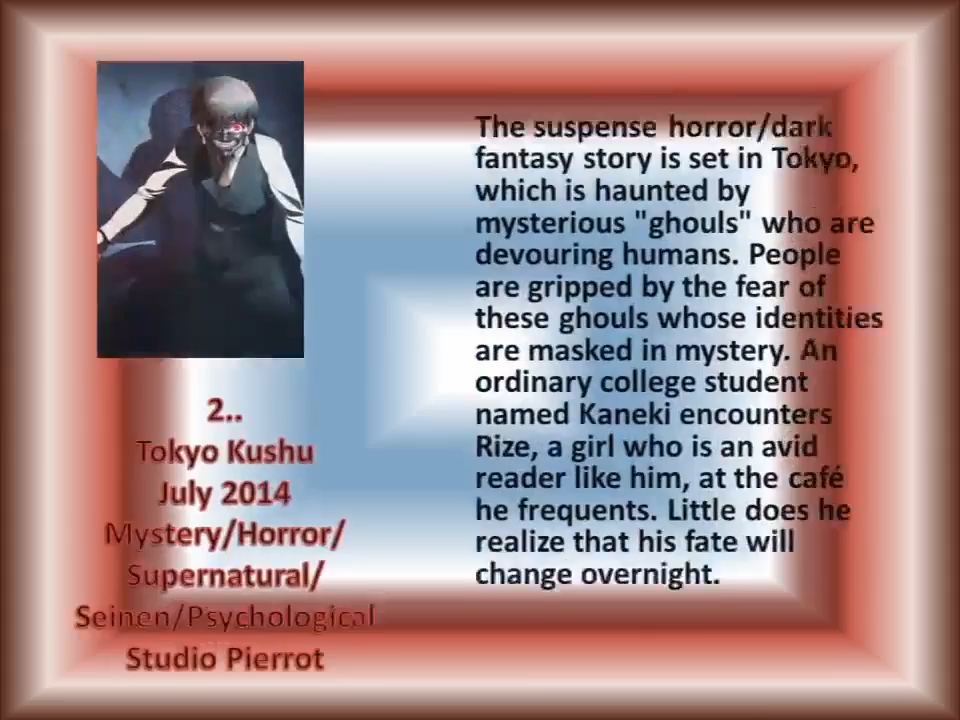 2..
Tokyo Kushu
July 2014
Mystery/Horror/
Supernatural/
Seinen/Psychological
Studio Pierrot
The suspense horror/dark
fantasy story is set in Tokyo,
which is haunted by
mysterious "ghouls" who are
devouring humans. People
are gripped by the fear of
these ghouls whose identities
are masked in mystery. An
ordinary college student
named Kaneki encounters
Rize, a girl who is an avid
reader like him, at the café
he frequents. Little does he
realize that his fate will
change overnight.